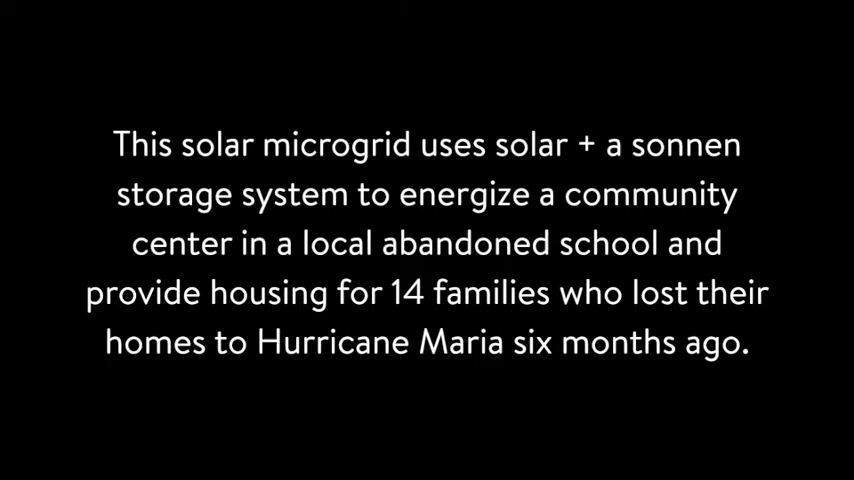 This solar microgrid uses solar + a sonnen
storage system to energize a community
center in a local abandoned school and
provide housing for 14 families who lost their
homes to Hurricane Maria six months ago.